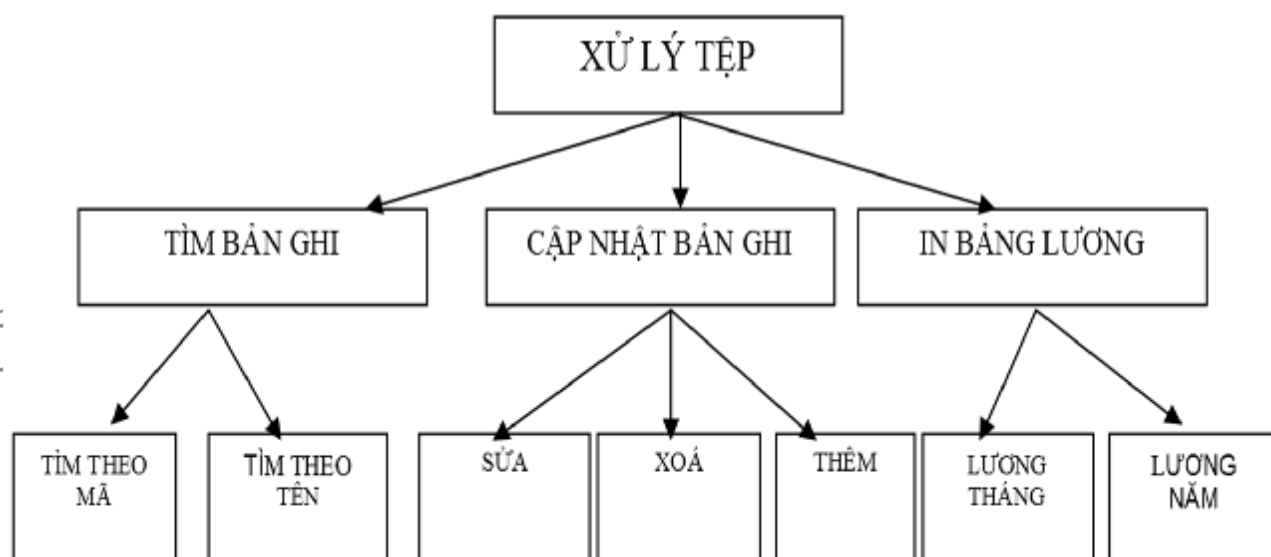 XỬ LÝ TỆP
TÌM BẢN GHI
CẬP NHẬT BẢN GHI
IN BẢNG LƯƠNG
TÌM THEO
MÃ
TÌM THEO
TÊN
SỬA
XOÁ
THÊM
LƯƠNG
THÁNG
LƯƠNG
NĂM